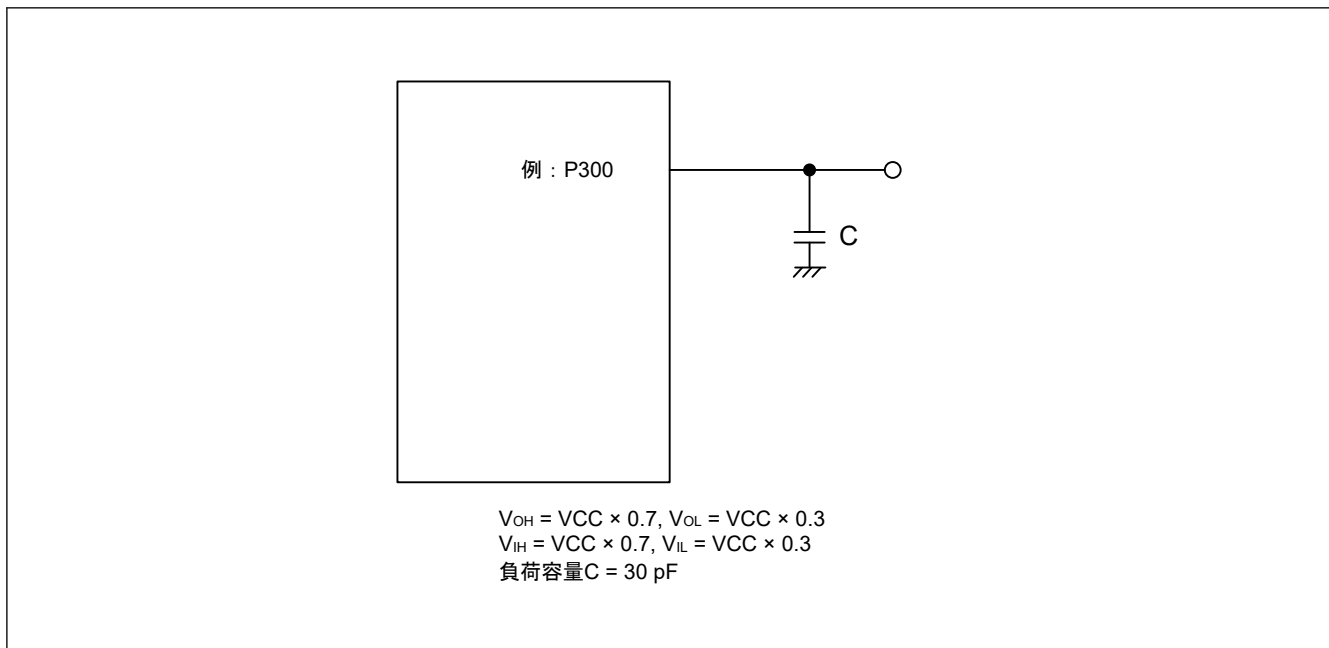 例：P300
C
VOH = VCC × 0.7, VOL = VCC × 0.3
VIH = VCC × 0.7, VIL = VCC × 0.3
負荷容量C = 30 pF